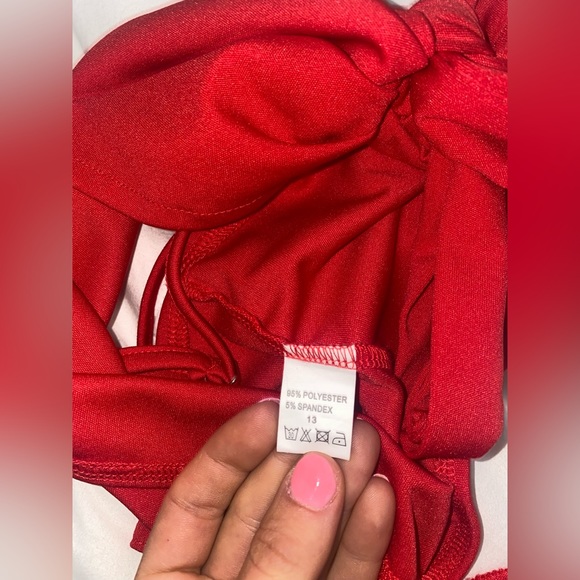 95% POLYESTER
5% SPANDEX
13